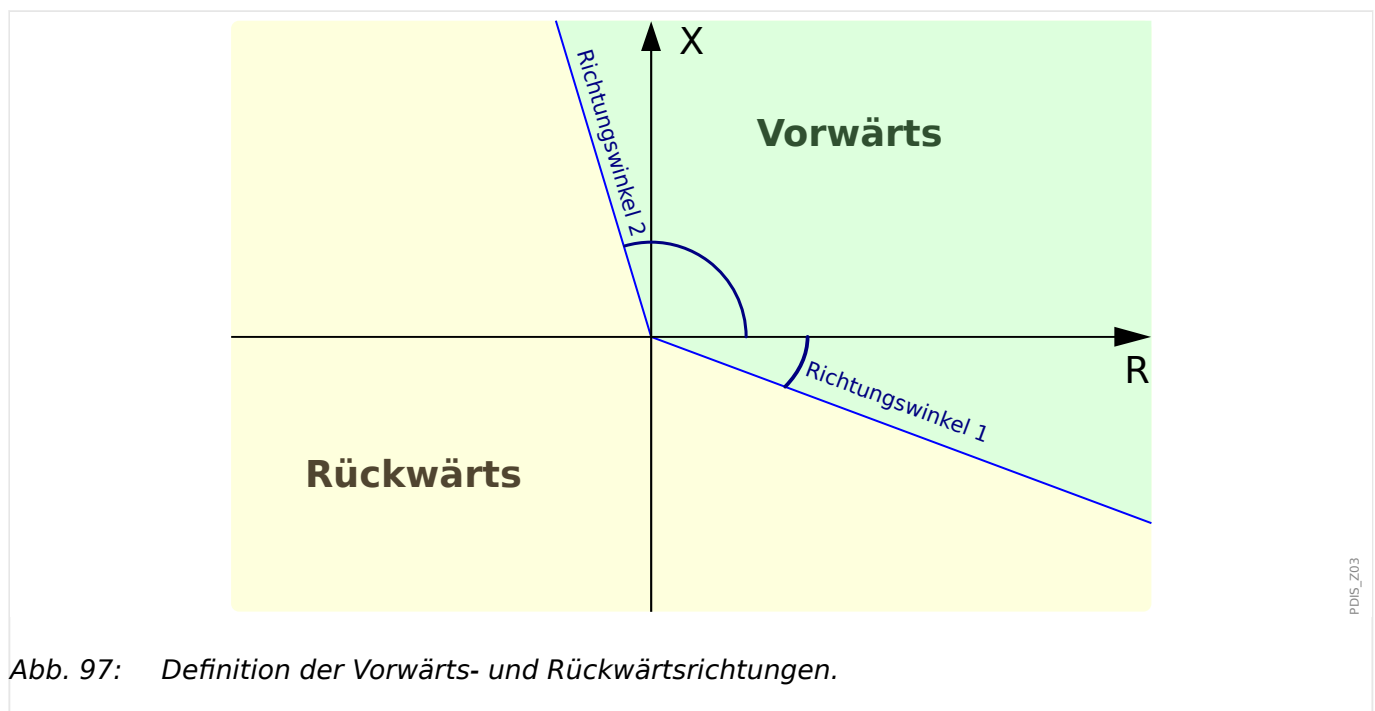 X
Richtungswinkel 2
Vorwärts
R
Richtungswinkel 1
Rückwärts
PDIS_Z03
Abb. 97: Definition der Vorwärts- und Rückwärtsrichtungen.